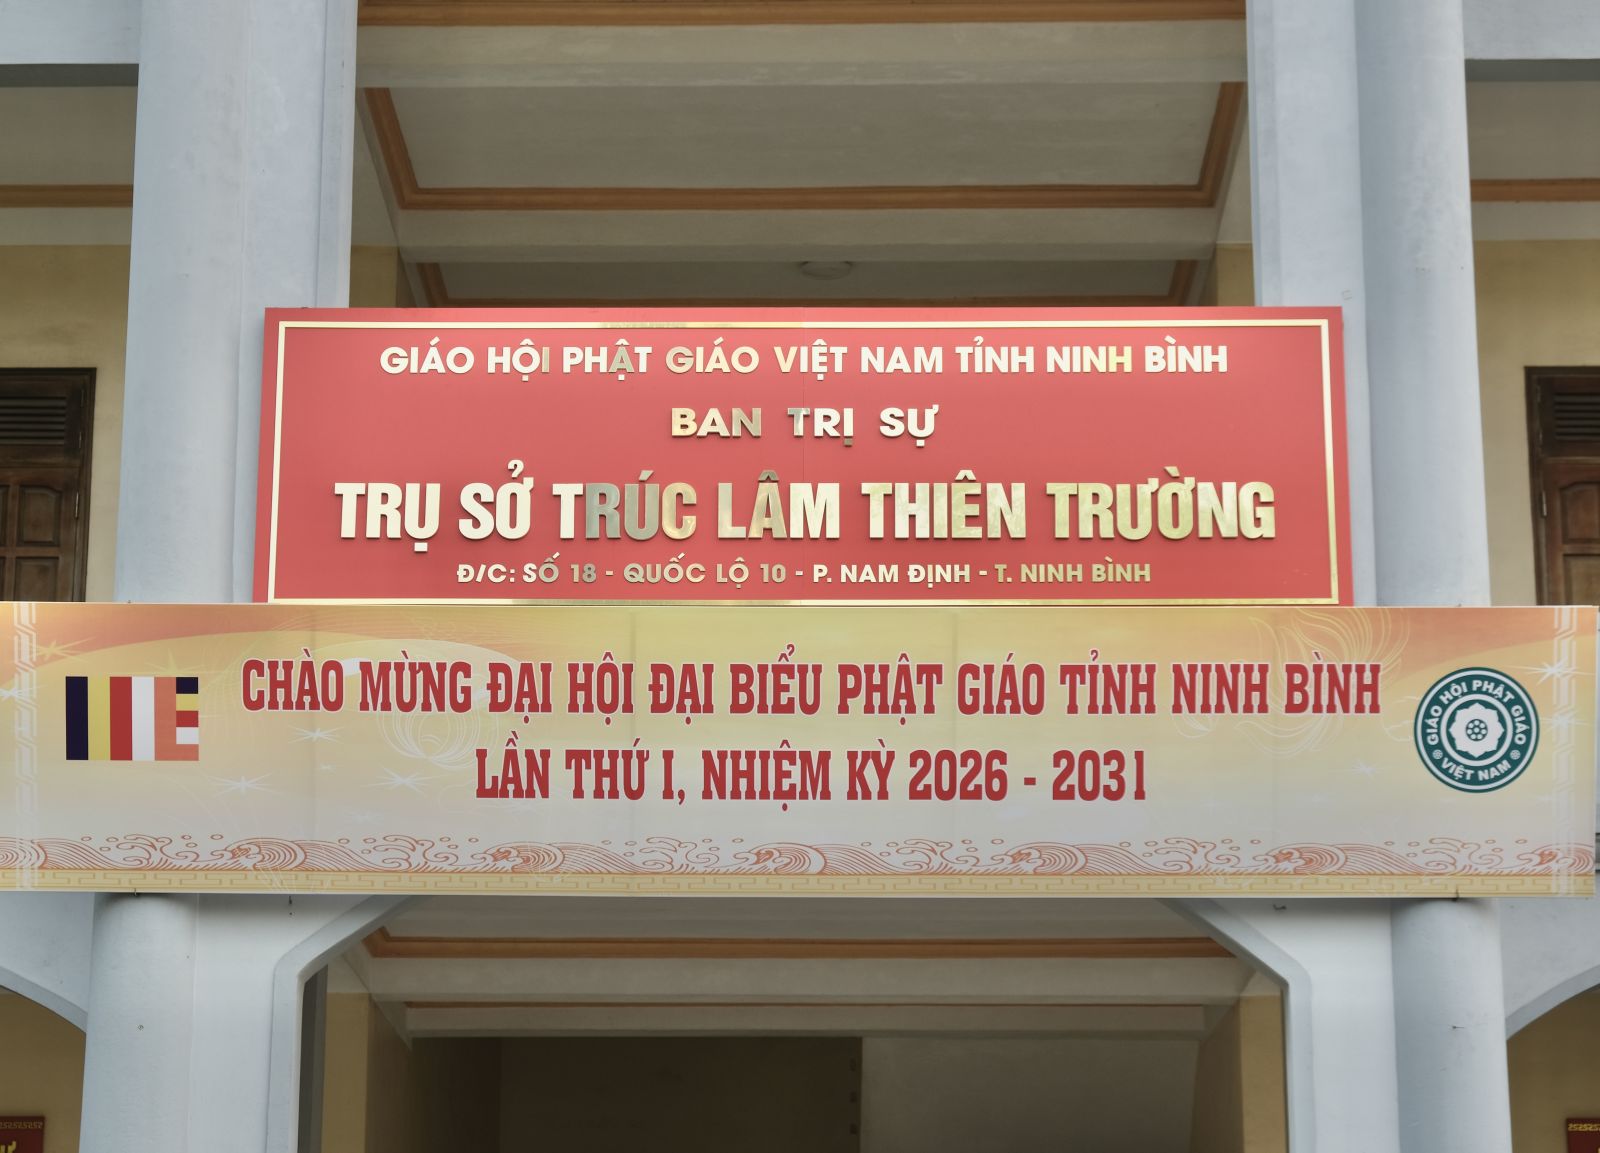 GIÁO HỘI PHẬT GIÁO VIỆT NAM TỈNH NINH BÌNH
BAN TRỊ SỰ
TRỤ SỞ TRÚC LÂM THIÊN TRƯỜNG
Đ/C: SỐ 18 - QUỐC LỘ 10 - P. NAM ĐỊNH - T. NINH BÌNH
CHÀO MỪNG ĐẠI HỘI ĐẠI BIỂU PHẬT GIÁO TỈNH NINH BÌNH
LẦN THỨ I, NHIỆM KỲ 2026 - 2031
GIÁO HỘI PHẬT GIÁO
VIỆT NAM